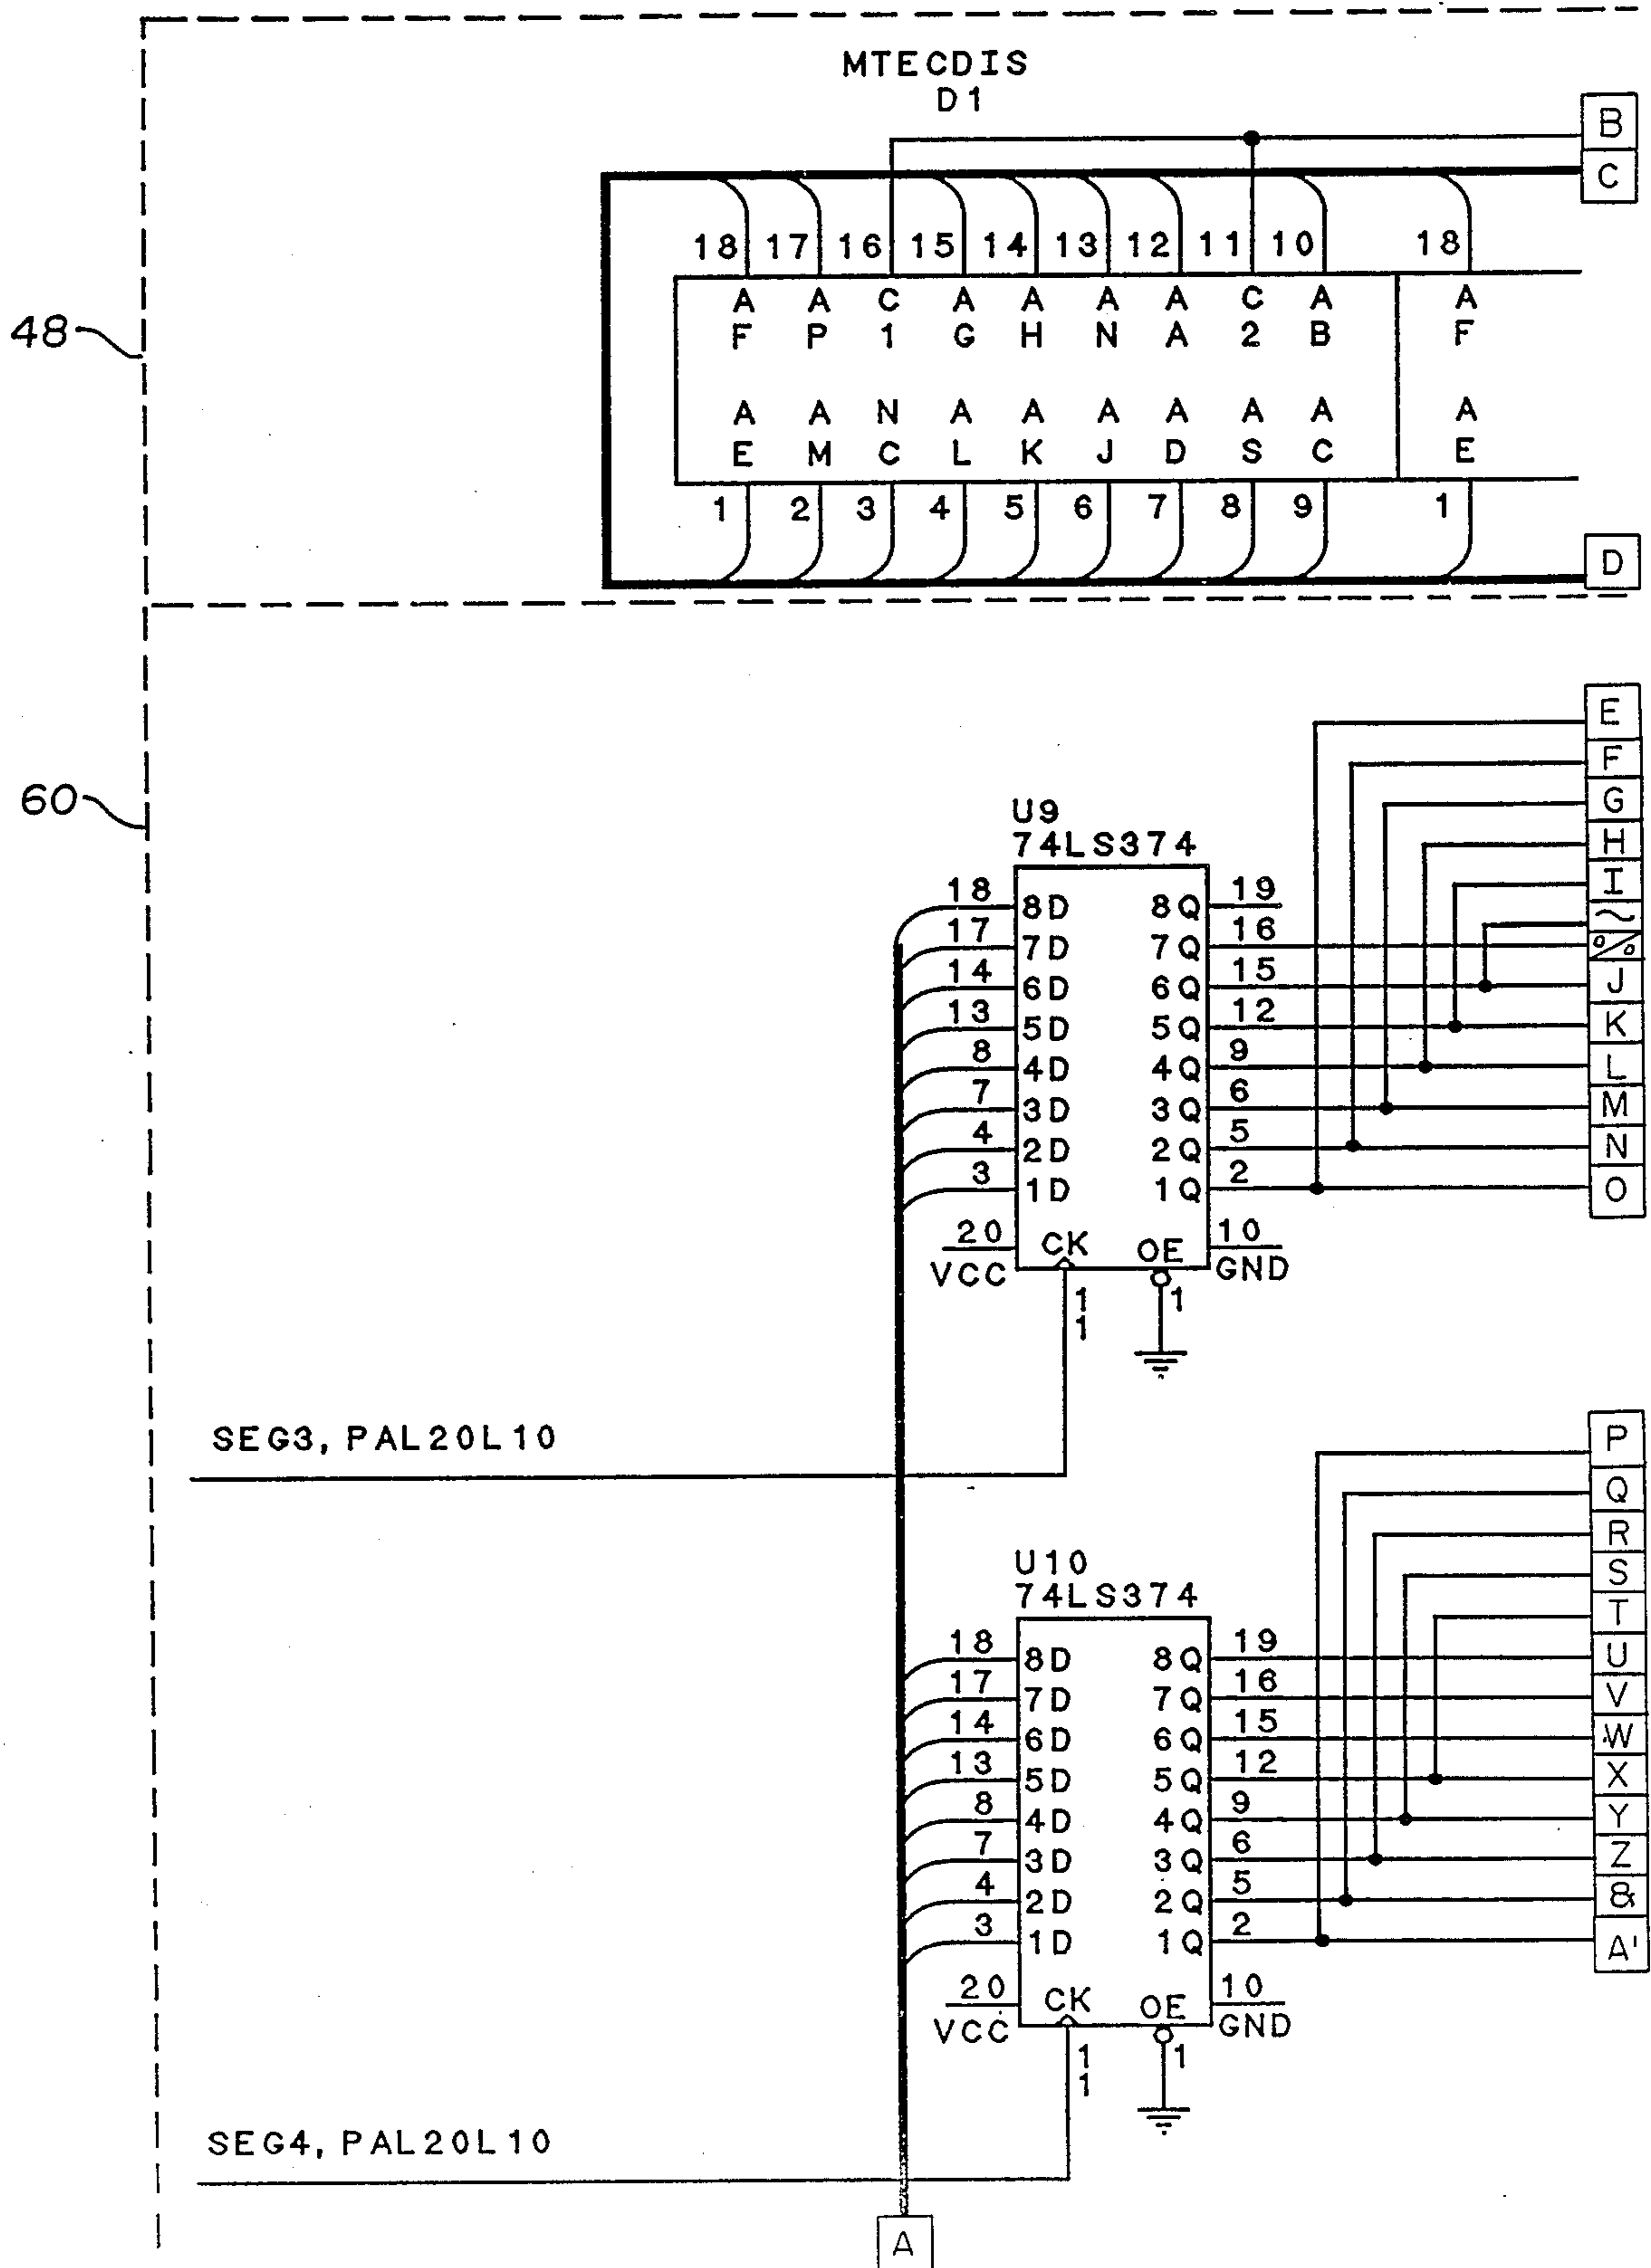 MTECDIS
D1
B
C
18 17 16 15 14 13 12 11 10 18
A A C A A A A C A A
F P 1 G H N A 2 B F
48
A A N A A A A A A A
E M C L K J D S C E
1 2 3 4 5 6 7 8 9 1
D
E
F
60
G
U9
74LS374
H
I
~
18 8D 8Q 19
17 7D 7Q 16 %
14 6D 6Q 15 J
13 5D 5Q 12 K
8 4D 4Q 9 L
7 3D 3Q 6 M
4 2D 2Q 5 N
3 1D 1Q 2 O
20 CK OE 10
VCC GND
1 1
1
SEG3, PAL20L10
P
Q
R
U10
S
74LS374
T
18 8D 8Q 19 U
17 7D 7Q 16 V
14 6D 6Q 15 W
13 5D 5Q 12 X
8 4D 4Q 9 Y
7 3D 3Q 6 Z
4 2D 2Q 5 &
3 1D 1Q 2 A'
20 CK OE 10
VCC GND
1 1
1
SEG4, PAL20L10
A